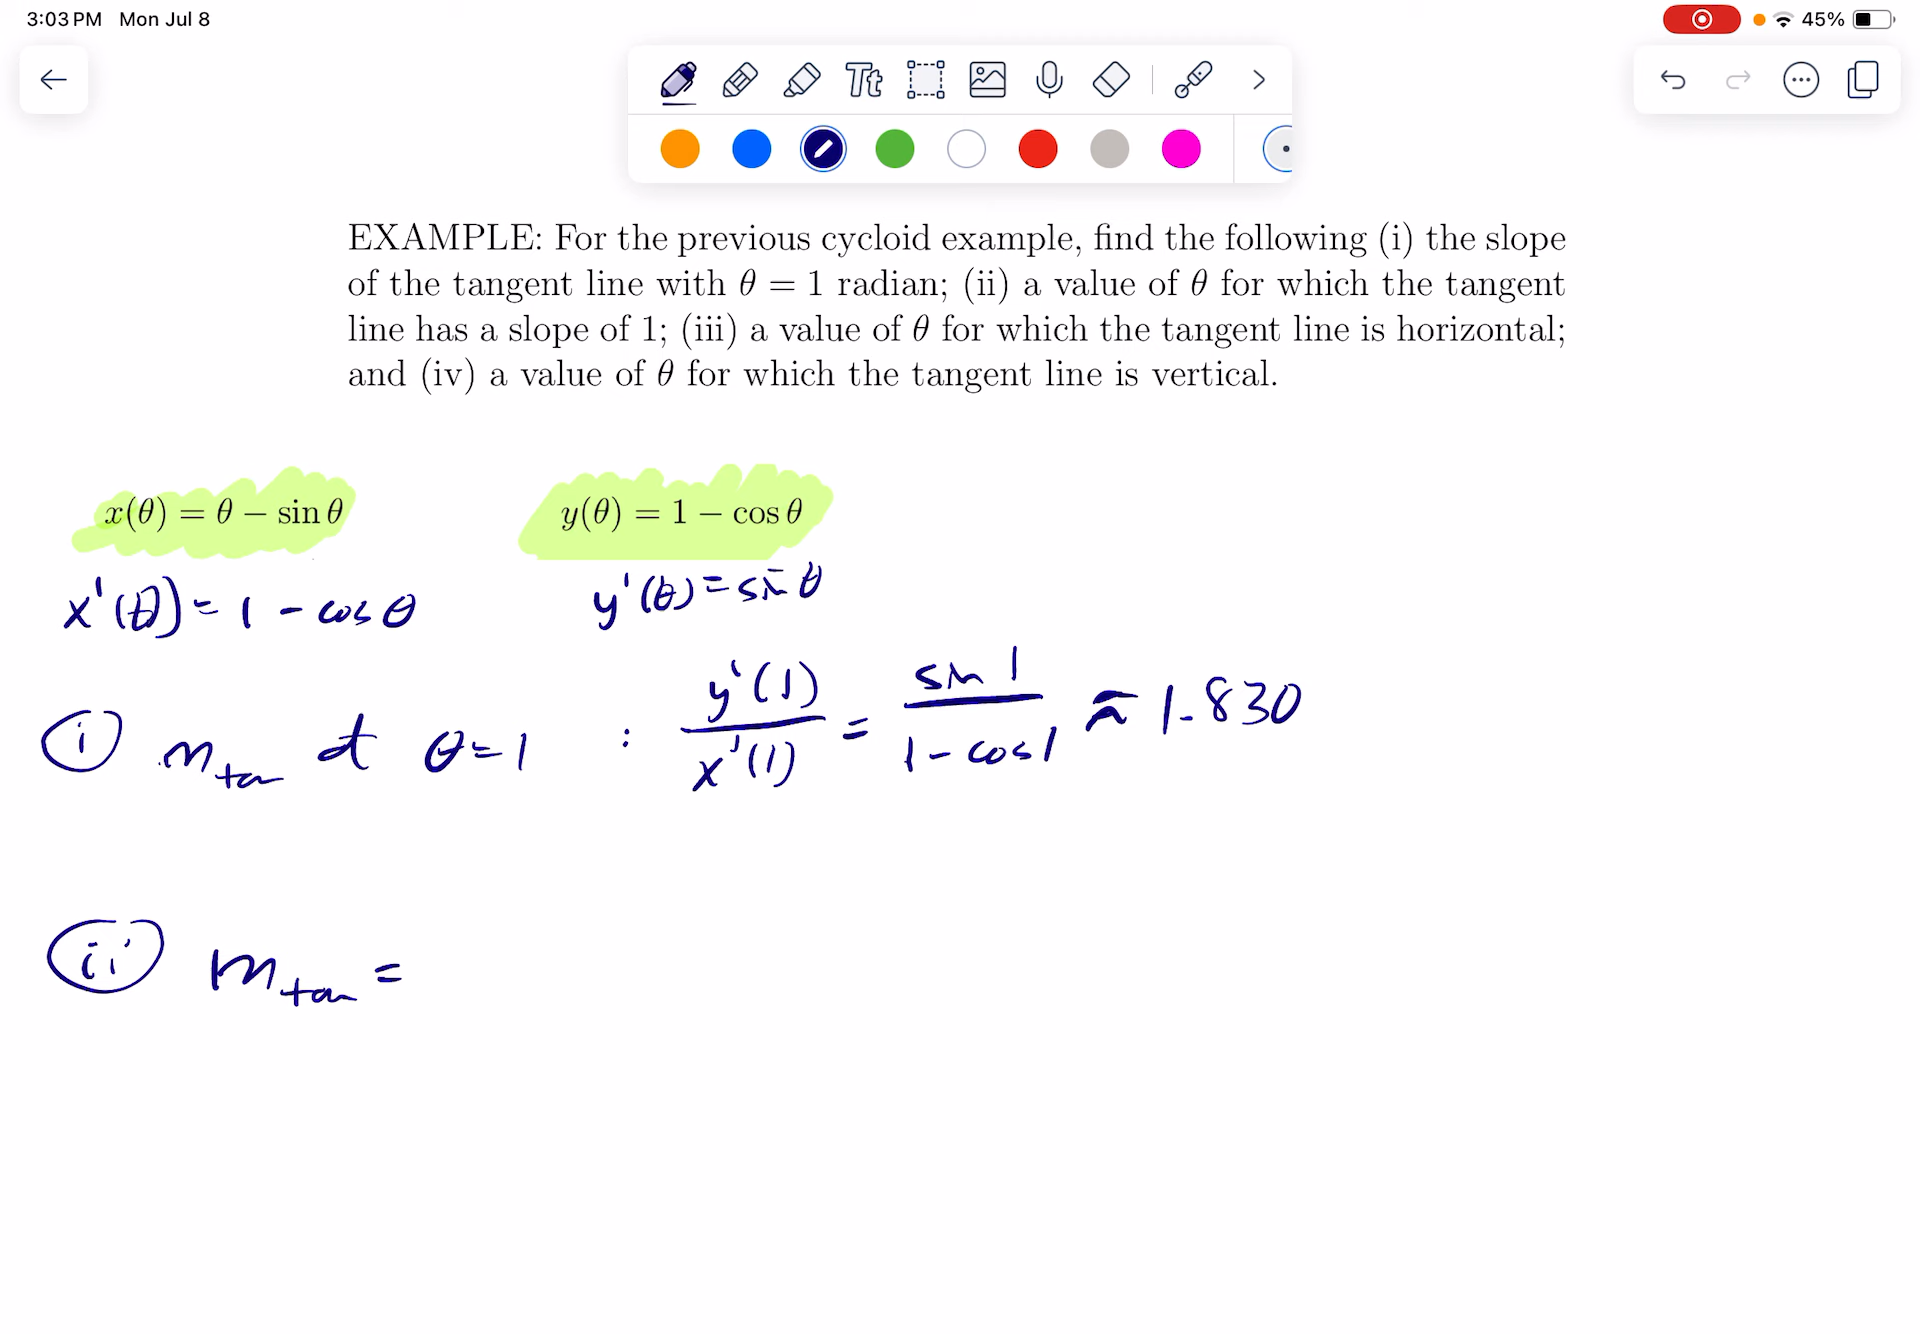 3:03 PM Mon Jul 8
45%
Tt
EXAMPLE: For the previous cycloid example, find the following (i) the slope
of the tangent line with θ = 1 radian; (ii) a value of θ for which the tangent
line has a slope of 1; (iii) a value of θ for which the tangent line is horizontal;
and (iv) a value of θ for which the tangent line is vertical.
x(θ) = θ − sin θ
y(θ) = 1 − cos θ
x'(θ) = 1 - cos θ
y'(θ) = sin θ
(i) m_tan at θ = 1 : y'(1)/x'(1) = sin 1/(1 - cos 1) ≈ 1.830
(ii) m_tan =